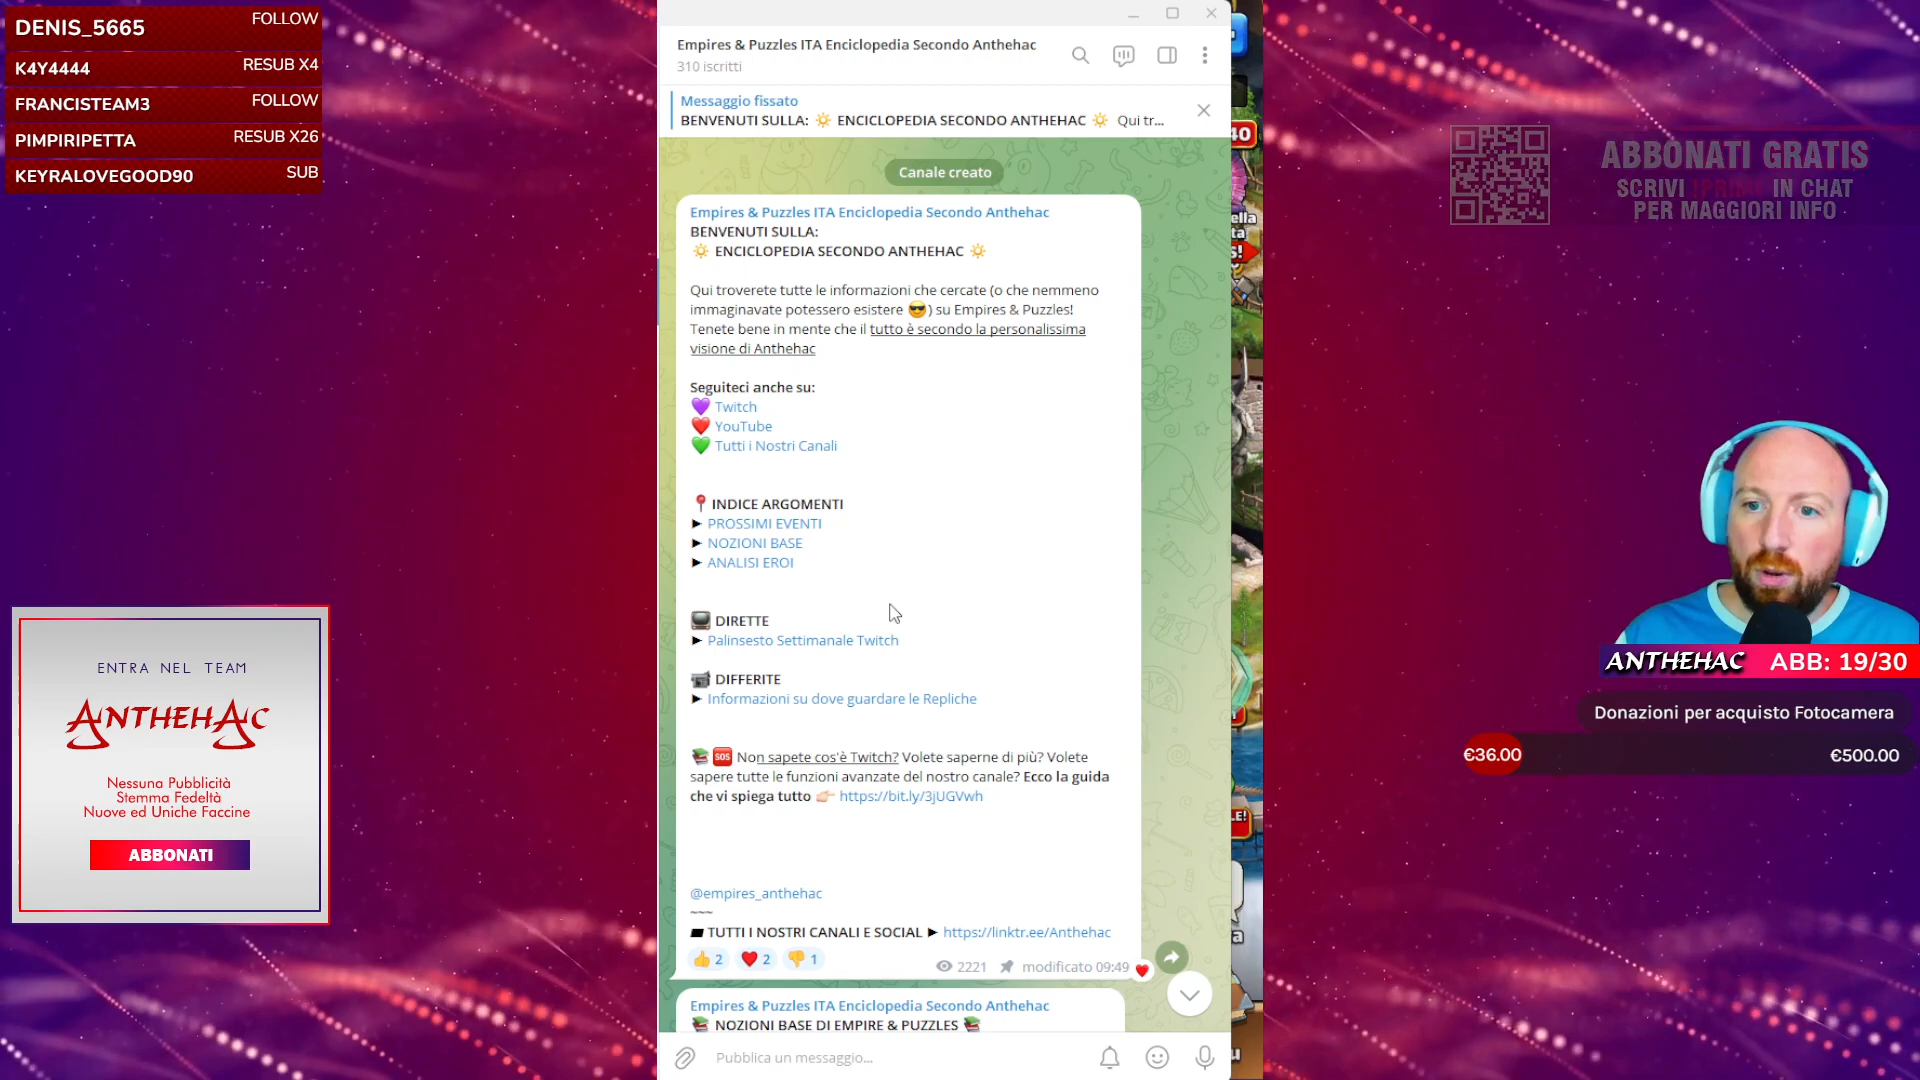 DENIS_5665 FOLLOW
K4Y4444 RESUB X4
FRANCISTEAM3 FOLLOW
PIMPIRIPETTA RESUB X26
KEYRALOVEGOOD90 SUB
ENTRA NEL TEAM
ANTHEHAC
Nessuna Pubblicità
Stemma Fedeltà
Nuove ed Uniche Faccine
ABBONATI
Empires & Puzzles ITA Enciclopedia Secondo Anthehac
310 iscritti
Messaggio fissato
BENVENUTI SULLA: ☀️ ENCICLOPEDIA SECONDO ANTHEHAC ☀️ Qui tr...
Canale creato
Empires & Puzzles ITA Enciclopedia Secondo Anthehac
BENVENUTI SULLA:
☀️ ENCICLOPEDIA SECONDO ANTHEHAC ☀️
Qui troverete tutte le informazioni che cercate (o che nemmeno
immaginavate potessero esistere 😎) su Empires & Puzzles!
Tenete bene in mente che il tutto è secondo la personalissima
visione di Anthehac
Seguiteci anche su:
💜 Twitch
❤️ YouTube
💚 Tutti i Nostri Canali
📍 INDICE ARGOMENTI
► PROSSIMI EVENTI
► NOZIONI BASE
► ANALISI EROI
📺 DIRETTE
► Palinsesto Settimanale Twitch
📹 DIFFERITE
► Informazioni su dove guardare le Repliche
📚 🆘 Non sapete cos'è Twitch? Volete saperne di più? Volete
sapere tutte le funzioni avanzate del nostro canale? Ecco la guida
che vi spiega tutto 👉🏻 https://bit.ly/3jUGVwh
@empires_anthehac
~~~
TUTTI I NOSTRI CANALI E SOCIAL ► https://linktr.ee/Anthehac
👍 2 ❤️ 2 👎 1 2221 modificato 09:49
Empires & Puzzles ITA Enciclopedia Secondo Anthehac
📚 NOZIONI BASE DI EMPIRE & PUZZLES 📚
Pubblica un messaggio...
ABBONATI GRATIS
SCRIVI !PRIME IN CHAT
PER MAGGIORI INFO
ANTHEHAC ABB: 19/30
Donazioni per acquisto Fotocamera
€36.00 €500.00